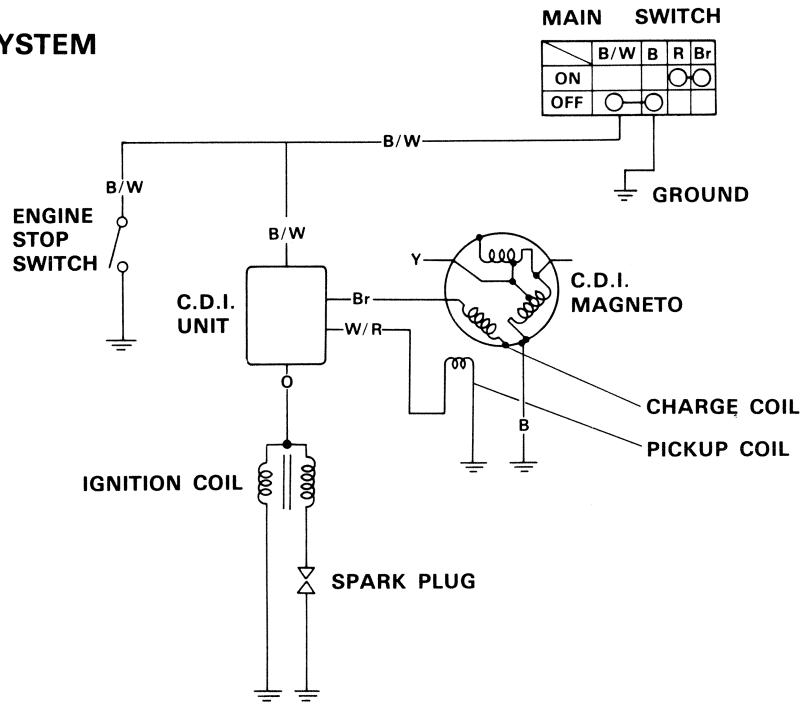 YSTEM
MAIN SWITCH
B/W B R Br
ON
OFF
B/W
B/W
GROUND
ENGINE
STOP
SWITCH
B/W
Y
C.D.I.
UNIT
Br
W/R
C.D.I.
MAGNETO
O
CHARGE COIL
B
PICKUP COIL
IGNITION COIL
SPARK PLUG